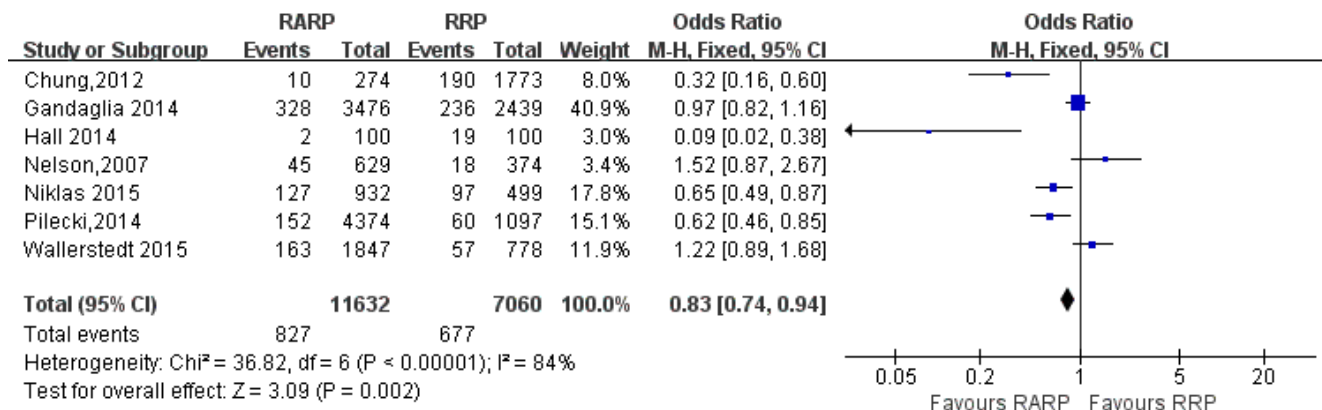 RARP RRP Odds Ratio Odds Ratio
Study or Subgroup Events Total Events Total Weight M-H, Fixed, 95% CI M-H, Fixed, 95% CI
Chung,2012 10 274 190 1773 8.0% 0.32 [0.16, 0.60]
Gandaglia 2014 328 3476 236 2439 40.9% 0.97 [0.82, 1.16]
Hall 2014 2 100 19 100 3.0% 0.09 [0.02, 0.38]
Nelson,2007 45 629 18 374 3.4% 1.52 [0.87, 2.67]
Niklas 2015 127 932 97 499 17.8% 0.65 [0.49, 0.87]
Pilecki,2014 152 4374 60 1097 15.1% 0.62 [0.46, 0.85]
Wallerstedt 2015 163 1847 57 778 11.9% 1.22 [0.89, 1.68]
Total (95% CI) 11632 7060 100.0% 0.83 [0.74, 0.94]
Total events 827 677
Heterogeneity: Chi² = 36.82, df = 6 (P < 0.00001); I² = 84%
Test for overall effect: Z = 3.09 (P = 0.002)
0.05 0.2 1 5 20
Favours RARP Favours RRP